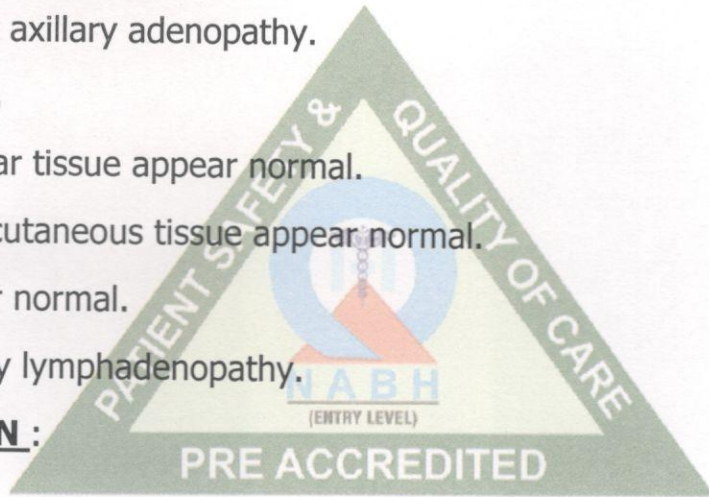 axillary adenopathy.
ar tissue appear normal.
cutaneous tissue appear normal.
r normal.
y lymphadenopathy.
N :
PATIENT SAFETY & QUALITY OF CARE
NABH
(ENTRY LEVEL)
PRE ACCREDITED